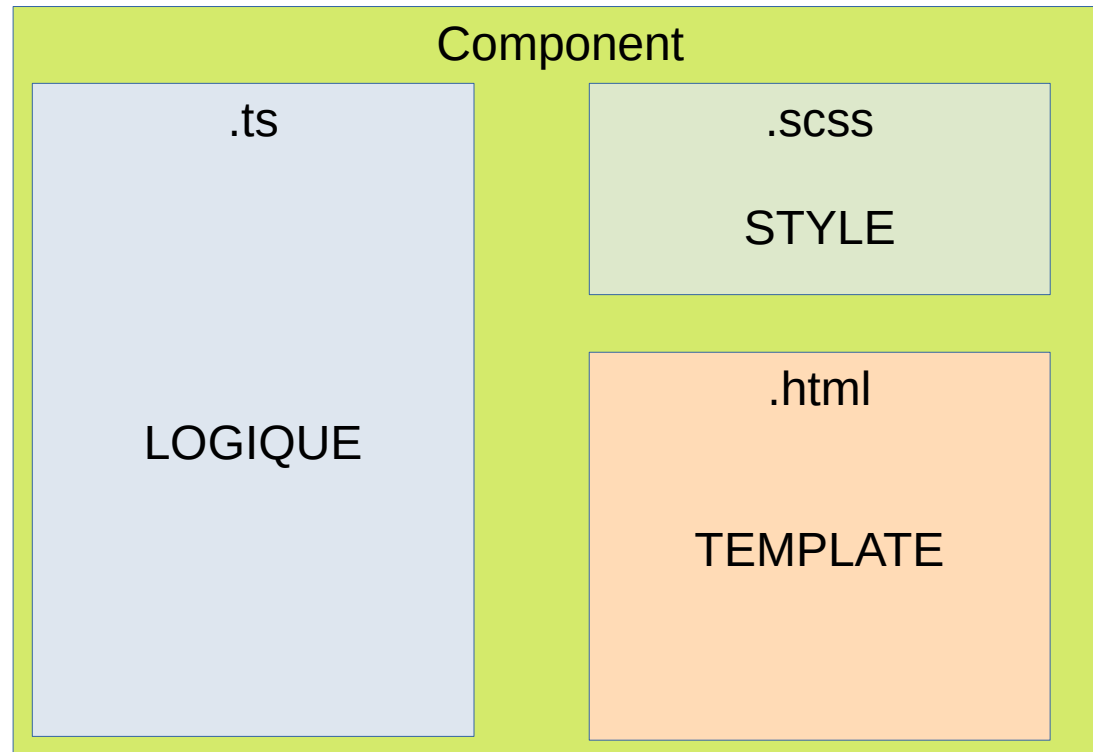 Component
.ts
LOGIQUE
.scss
STYLE
.html
TEMPLATE